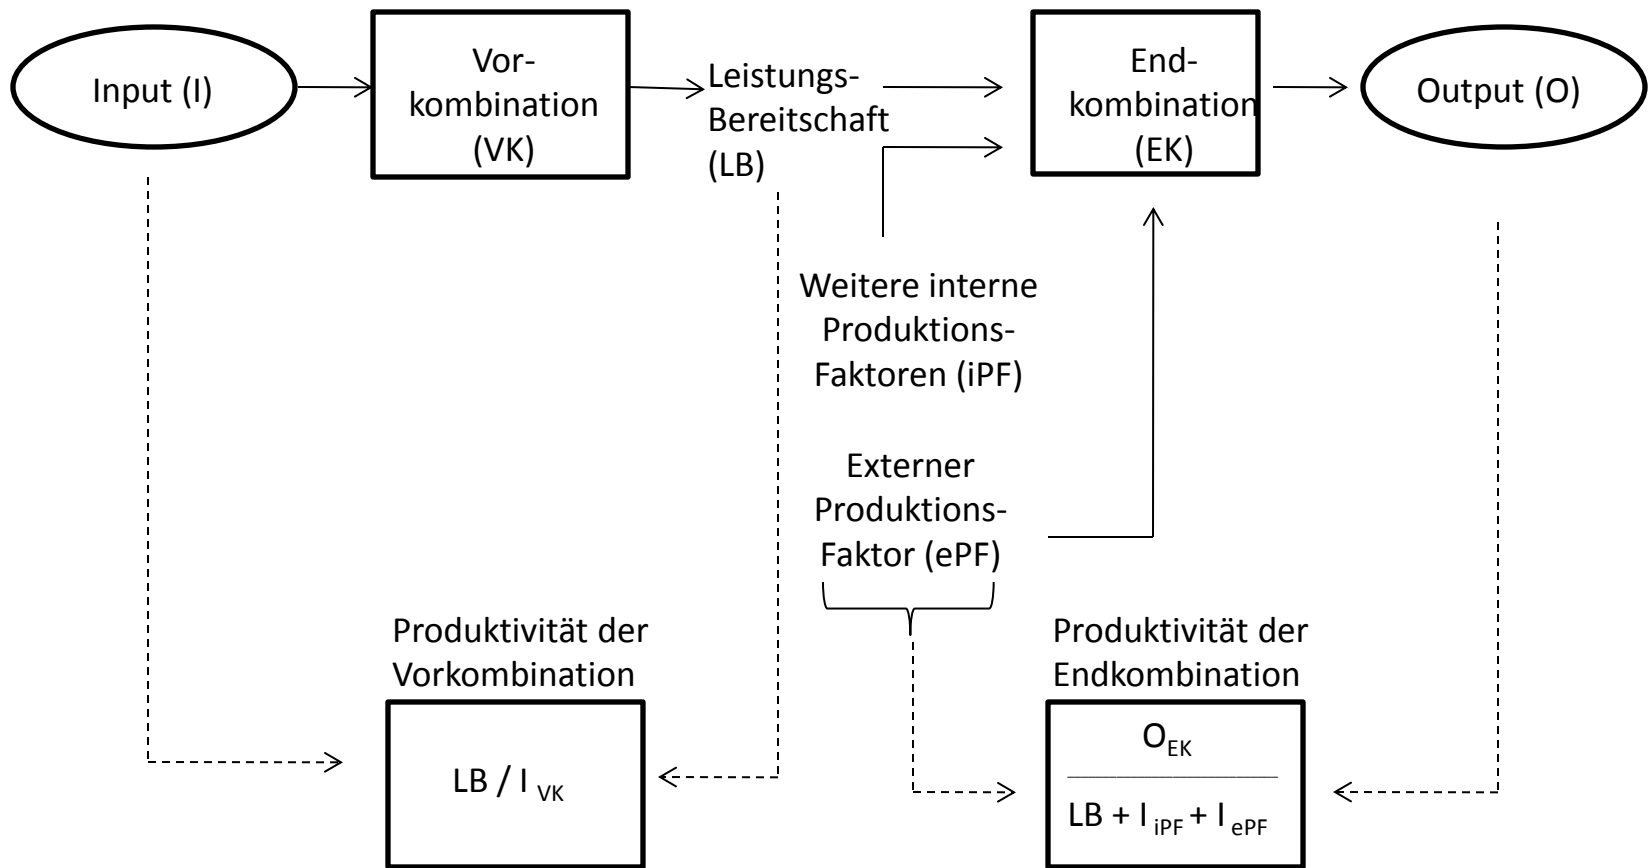 Input (I)
Vor-
kombination
(VK)
Leistungs-
Bereitschaft
(LB)
End-
kombination
(EK)
Output (O)
Weitere interne
Produktions-
Faktoren (iPF)
Externer
Produktions-
Faktor (ePF)
Produktivität der
Vorkombination
LB / I VK
Produktivität der
Endkombination
OEK
LB + I iPF + I ePF